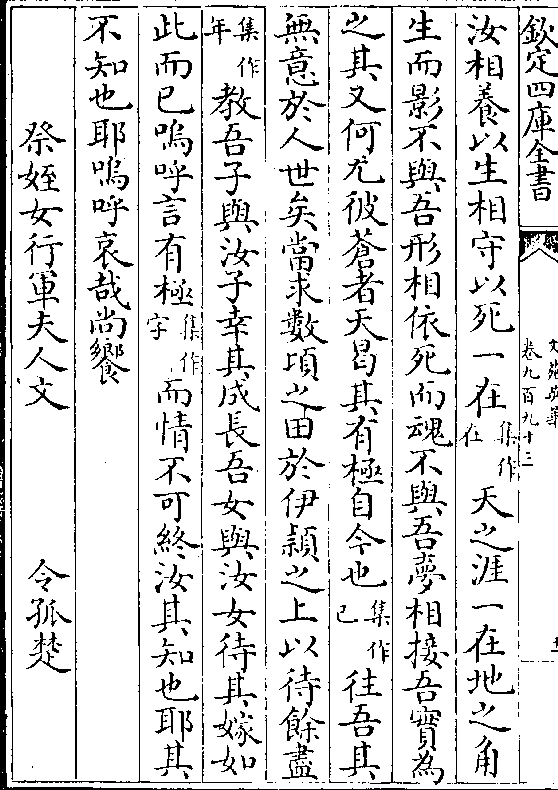 欽定四庫全書
文苑英華
卷九百九十三
汝相養以生相守以死一在集作在天之涯一在地之角
生而影不與吾形相依死而魂不與吾夢相接吾實為
之其又何尤彼蒼者天曷其有極自今也集作已往吾其
無意於人世矣當求數頃之田於伊頴之上以待餘盡
集作年教吾子與汝子幸其成長吾女與汝女待其嫁如
此而已嗚呼言有極集作字而情不可終汝其知也耶其
不知也耶嗚呼哀哉尚饗
祭姪女行軍夫人文 令孤楚